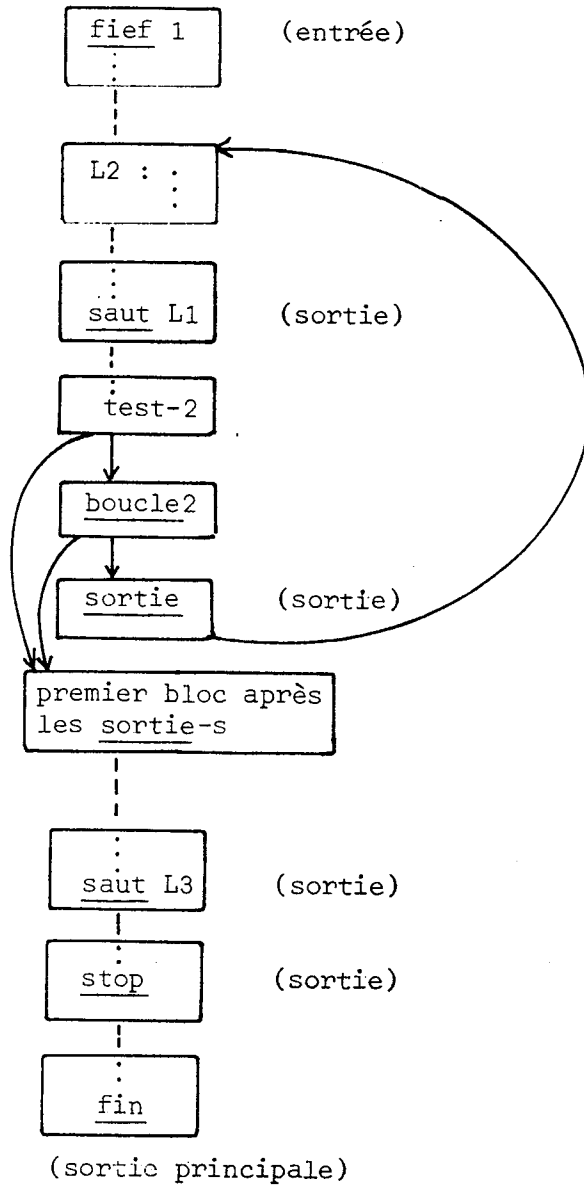 fief 1 (entrée)
L2 :
saut L1 (sortie)
test-2
boucle2
sortie (sortie)
premier bloc après
les sortie-s
saut L3 (sortie)
stop (sortie)
fin
(sortie principale)